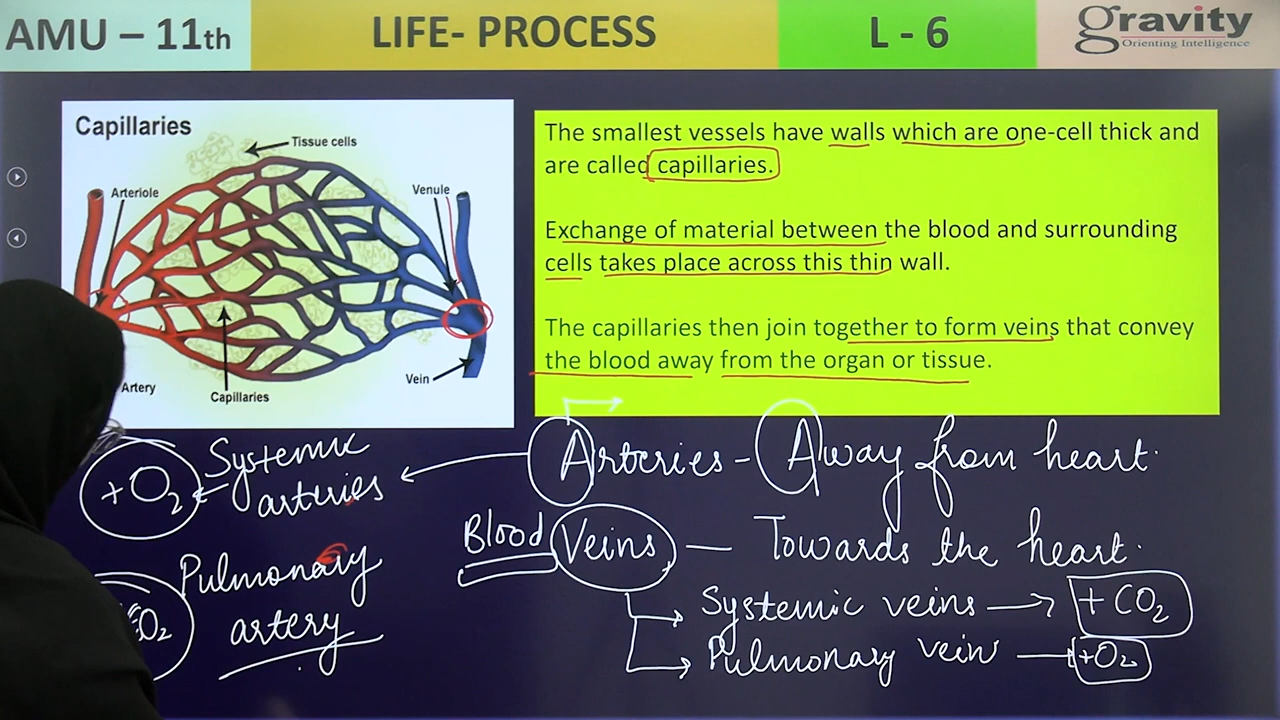 AMU – 11th
LIFE- PROCESS
L - 6
gravity
Orienting Intelligence
Capillaries
Tissue cells
Arteriole
Venule
Artery
Capillaries
Vein
The smallest vessels have walls which are one-cell thick and
are called capillaries.
Exchange of material between the blood and surrounding
cells takes place across this thin wall.
The capillaries then join together to form veins that convey
the blood away from the organ or tissue.
Arteries - Away from heart.
Systemic
arteries
+O2
Pulmonary
artery
Blood Veins — Towards the heart.
Systemic veins → +CO2
Pulmonary vein → +O2